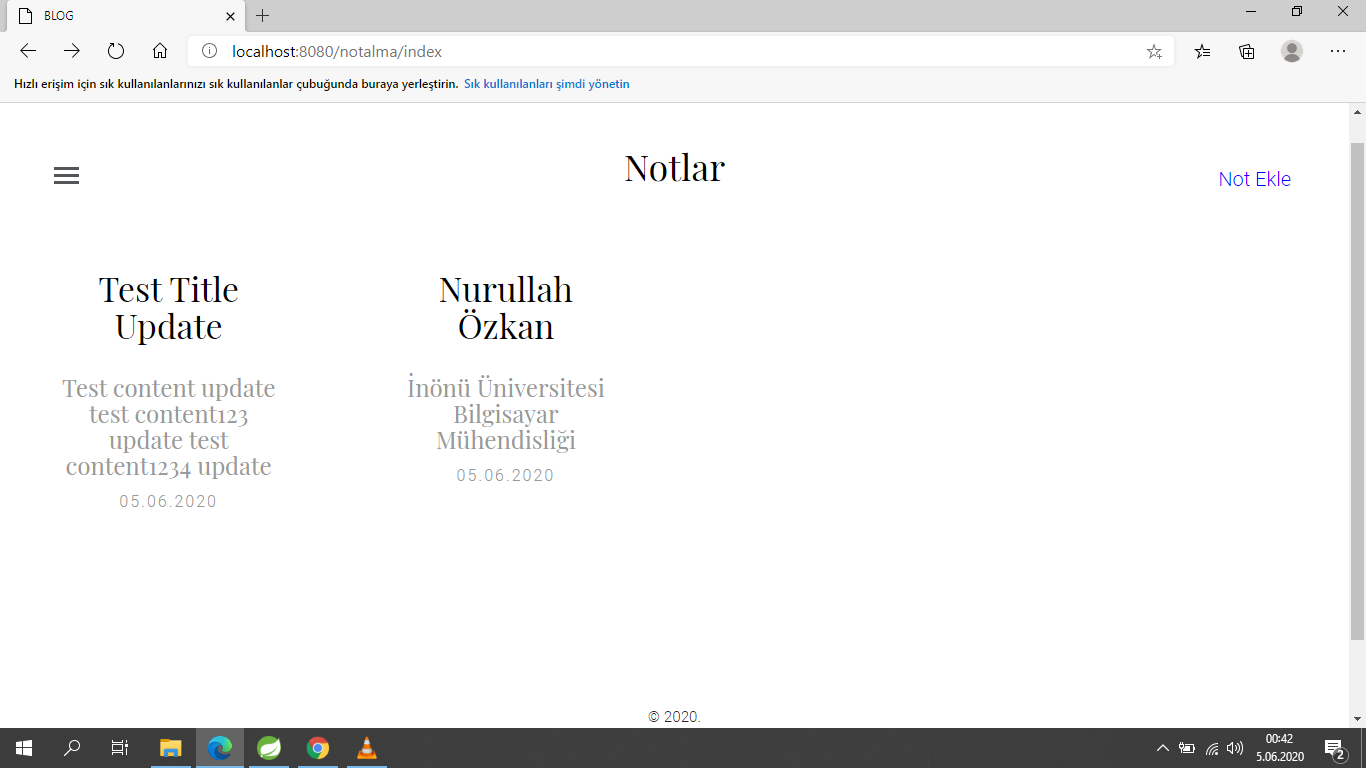 BLOG
localhost:8080/notalma/index
Hızlı erişim için sık kullanılanlarınızı sık kullanılanlar çubuğunda buraya yerleştirin. Sık kullanılanları şimdi yönetin
Notlar
Not Ekle
Test Title
Update
Test content update
test content123
update test
content1234 update
05.06.2020
Nurullah
Özkan
İnönü Üniversitesi
Bilgisayar
Mühendisliği
05.06.2020
© 2020.
00:42
5.06.2020
2